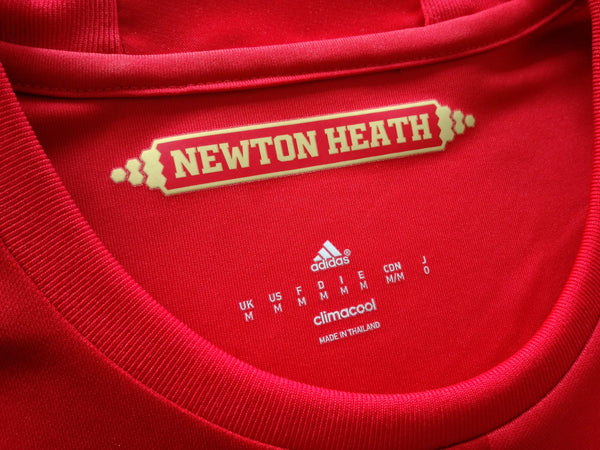 NEWTON HEATH
adidas®
UK US F D I E CDN J
M M M M M M M/M O
climacool
MADE IN THAILAND